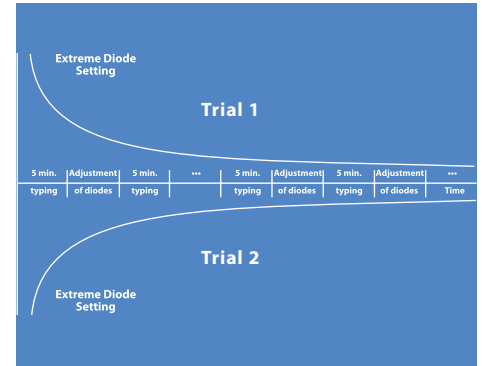 Extreme Diode
Setting
Trial 1
5 min. Adjustment 5 min. ... 5 min. Adjustment 5 min. Adjustment ...
typing of diodes typing typing of diodes typing of diodes Time
Trial 2
Extreme Diode
Setting